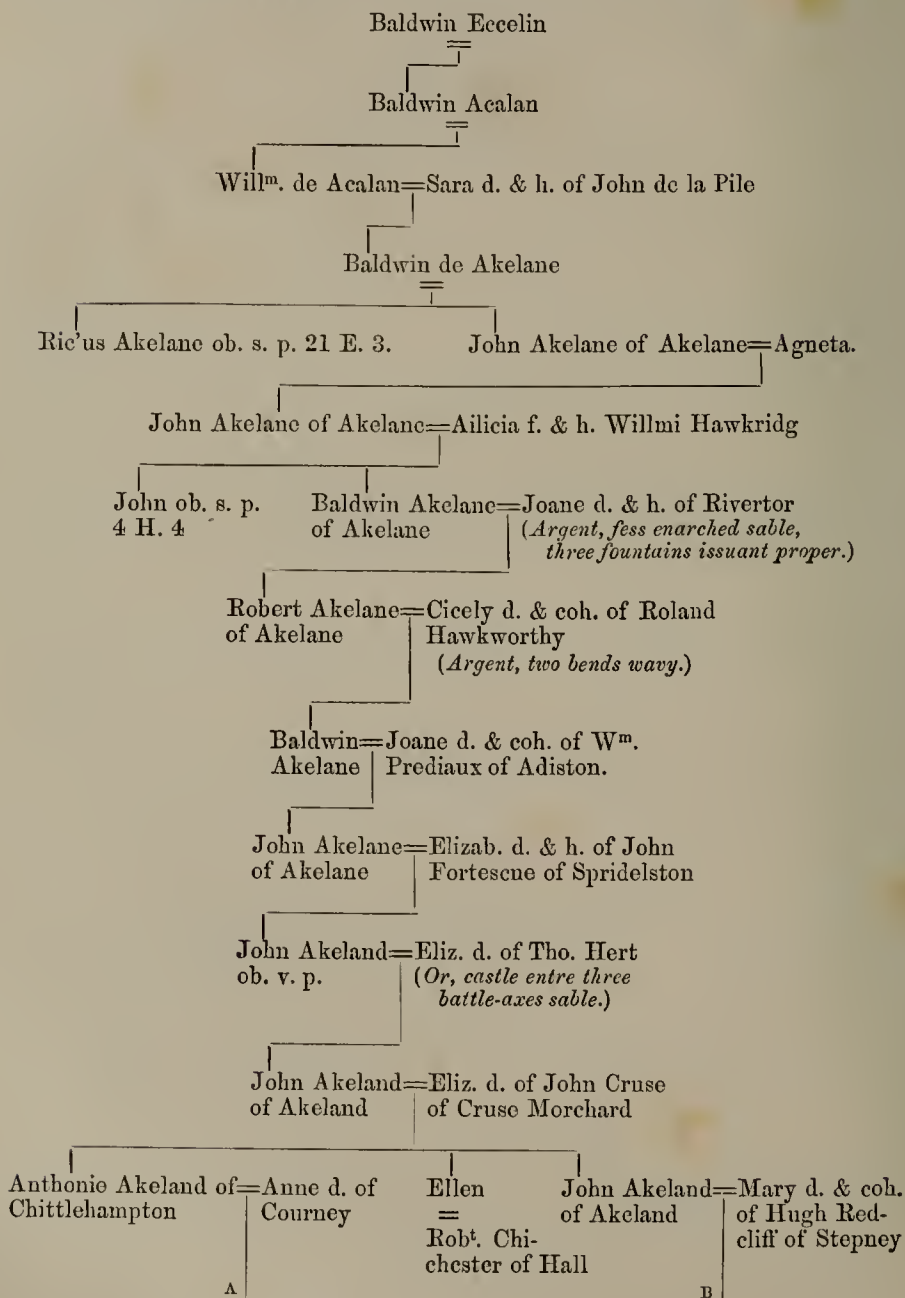 Baldwin Eccelin
Baldwin Acalan
Will^m. de Acalan=Sara d. & h. of John de la Pile
Baldwin de Akelane
Ric'us Akelane ob. s. p. 21 E. 3.
John Akelane of Akelane=Agneta.
John Akelane of Akelane=Ailicia f. & h. Willmi Hawkridg
John ob. s. p.
4 H. 4
Baldwin Akelane=Joane d. & h. of Rivertor
of Akelane
(Argent, fess enarched sable,
three fountains issuant proper.)
Robert Akelane=Cicely d. & coh. of Roland
of Akelane
Hawkworthy
(Argent, two bends wavy.)
Baldwin=Joane d. & coh. of W^m.
Akelane
Prediaux of Adiston.
John Akelane=Elizab. d. & h. of John
of Akelane
Fortescue of Spridelston
John Akeland=Eliz. d. of Tho. Hert
ob. v. p.
(Or, castle entre three
battle-axes sable.)
John Akeland=Eliz. d. of John Cruse
of Akeland
of Cruse Morchard
Anthonie Akeland of=Anne d. of
Chittlehampton
Courney
Ellen
=
Rob^t. Chi-
chester of Hall
John Akeland=Mary d. & coh.
of Akeland
of Hugh Red-
cliff of Stepney
A
B